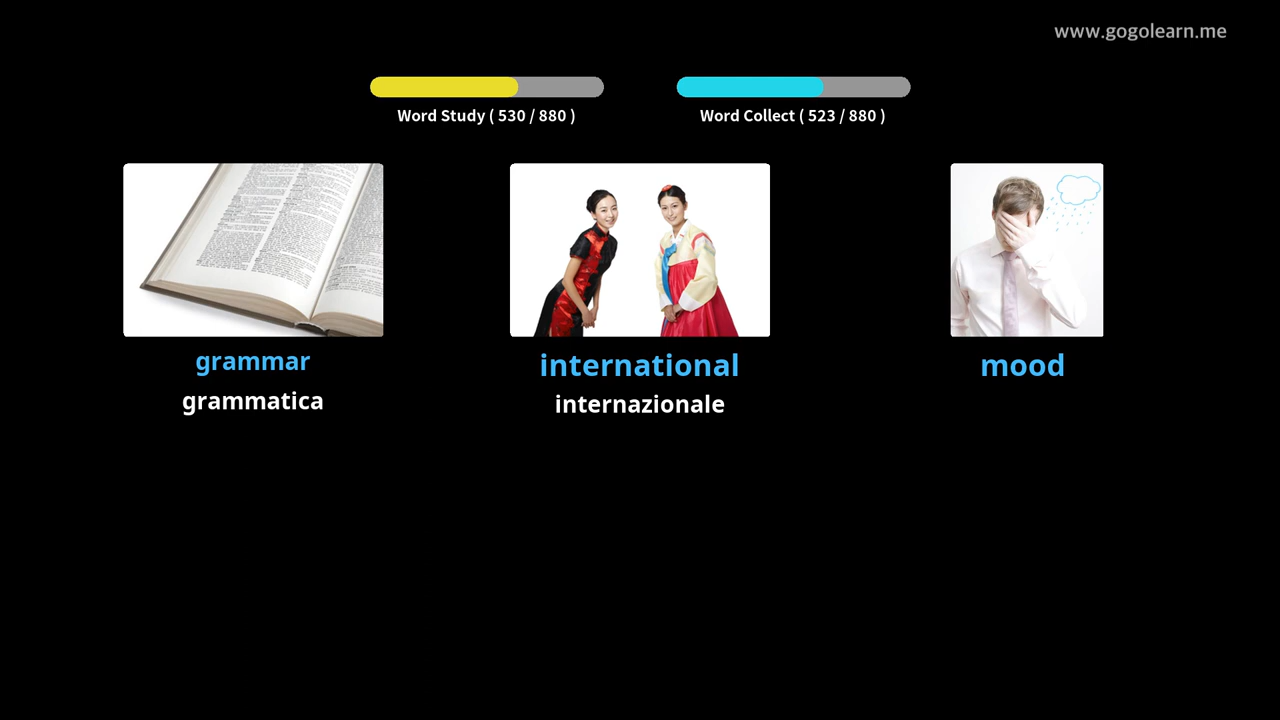 www.gogolearn.me
Word Study ( 530 / 880 )
Word Collect ( 523 / 880 )
grammar
grammatica
international
internazionale
mood